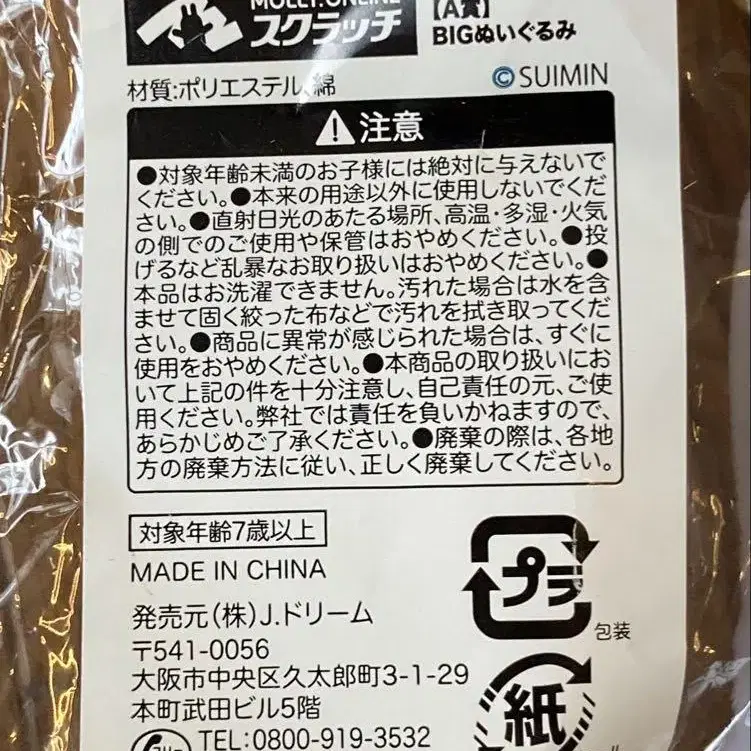 MOLLY.ONLINE
スクラッチ
【A賞】
BIGぬいぐるみ
材質:ポリエステル、綿
©SUIMIN
注意
●対象年齢未満のお子様には絶対に与えないで
ください。●本来の用途以外に使用しないでくだ
さい。●直射日光のあたる場所、高温・多湿・火気
の側でのご使用や保管はおやめください。●投
げるなど乱暴なお取り扱いはおやめください。●
本品はお洗濯できません。汚れた場合は水を含
ませて固く絞った布などで汚れを拭き取ってくだ
さい。●商品に異常が感じられた場合は、すぐに
使用をおやめください。●本商品の取り扱いにお
いて上記の件を十分注意し、自己責任の元、ご使
用ください。弊社では責任を負いかねますので、
あらかじめご了承ください。●廃棄の際は、各地
方の廃棄方法に従い、正しく廃棄してください。
対象年齢7歳以上
MADE IN CHINA
プラ
包装
発売元(株)J.ドリーム
〒541-0056
大阪市中央区久太郎町3-1-29
本町武田ビル5階
TEL:0800-919-3532
紙